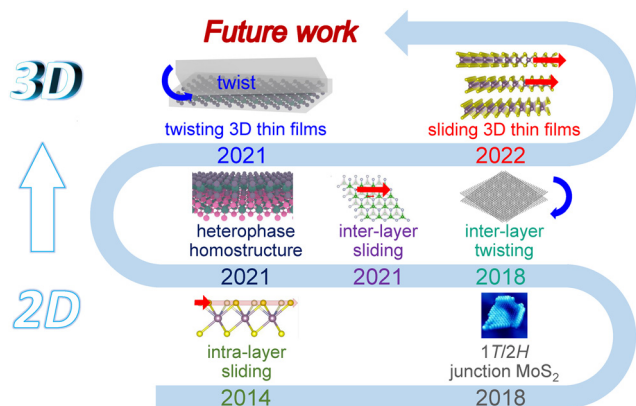 Future work
3D
twist
twisting 3D thin films
2021
sliding 3D thin films
2022
heterophase
homostructure
2021
inter-layer
sliding
2021
inter-layer
twisting
2018
2D
intra-layer
sliding
2014
1T/2H
junction MoS₂
2018